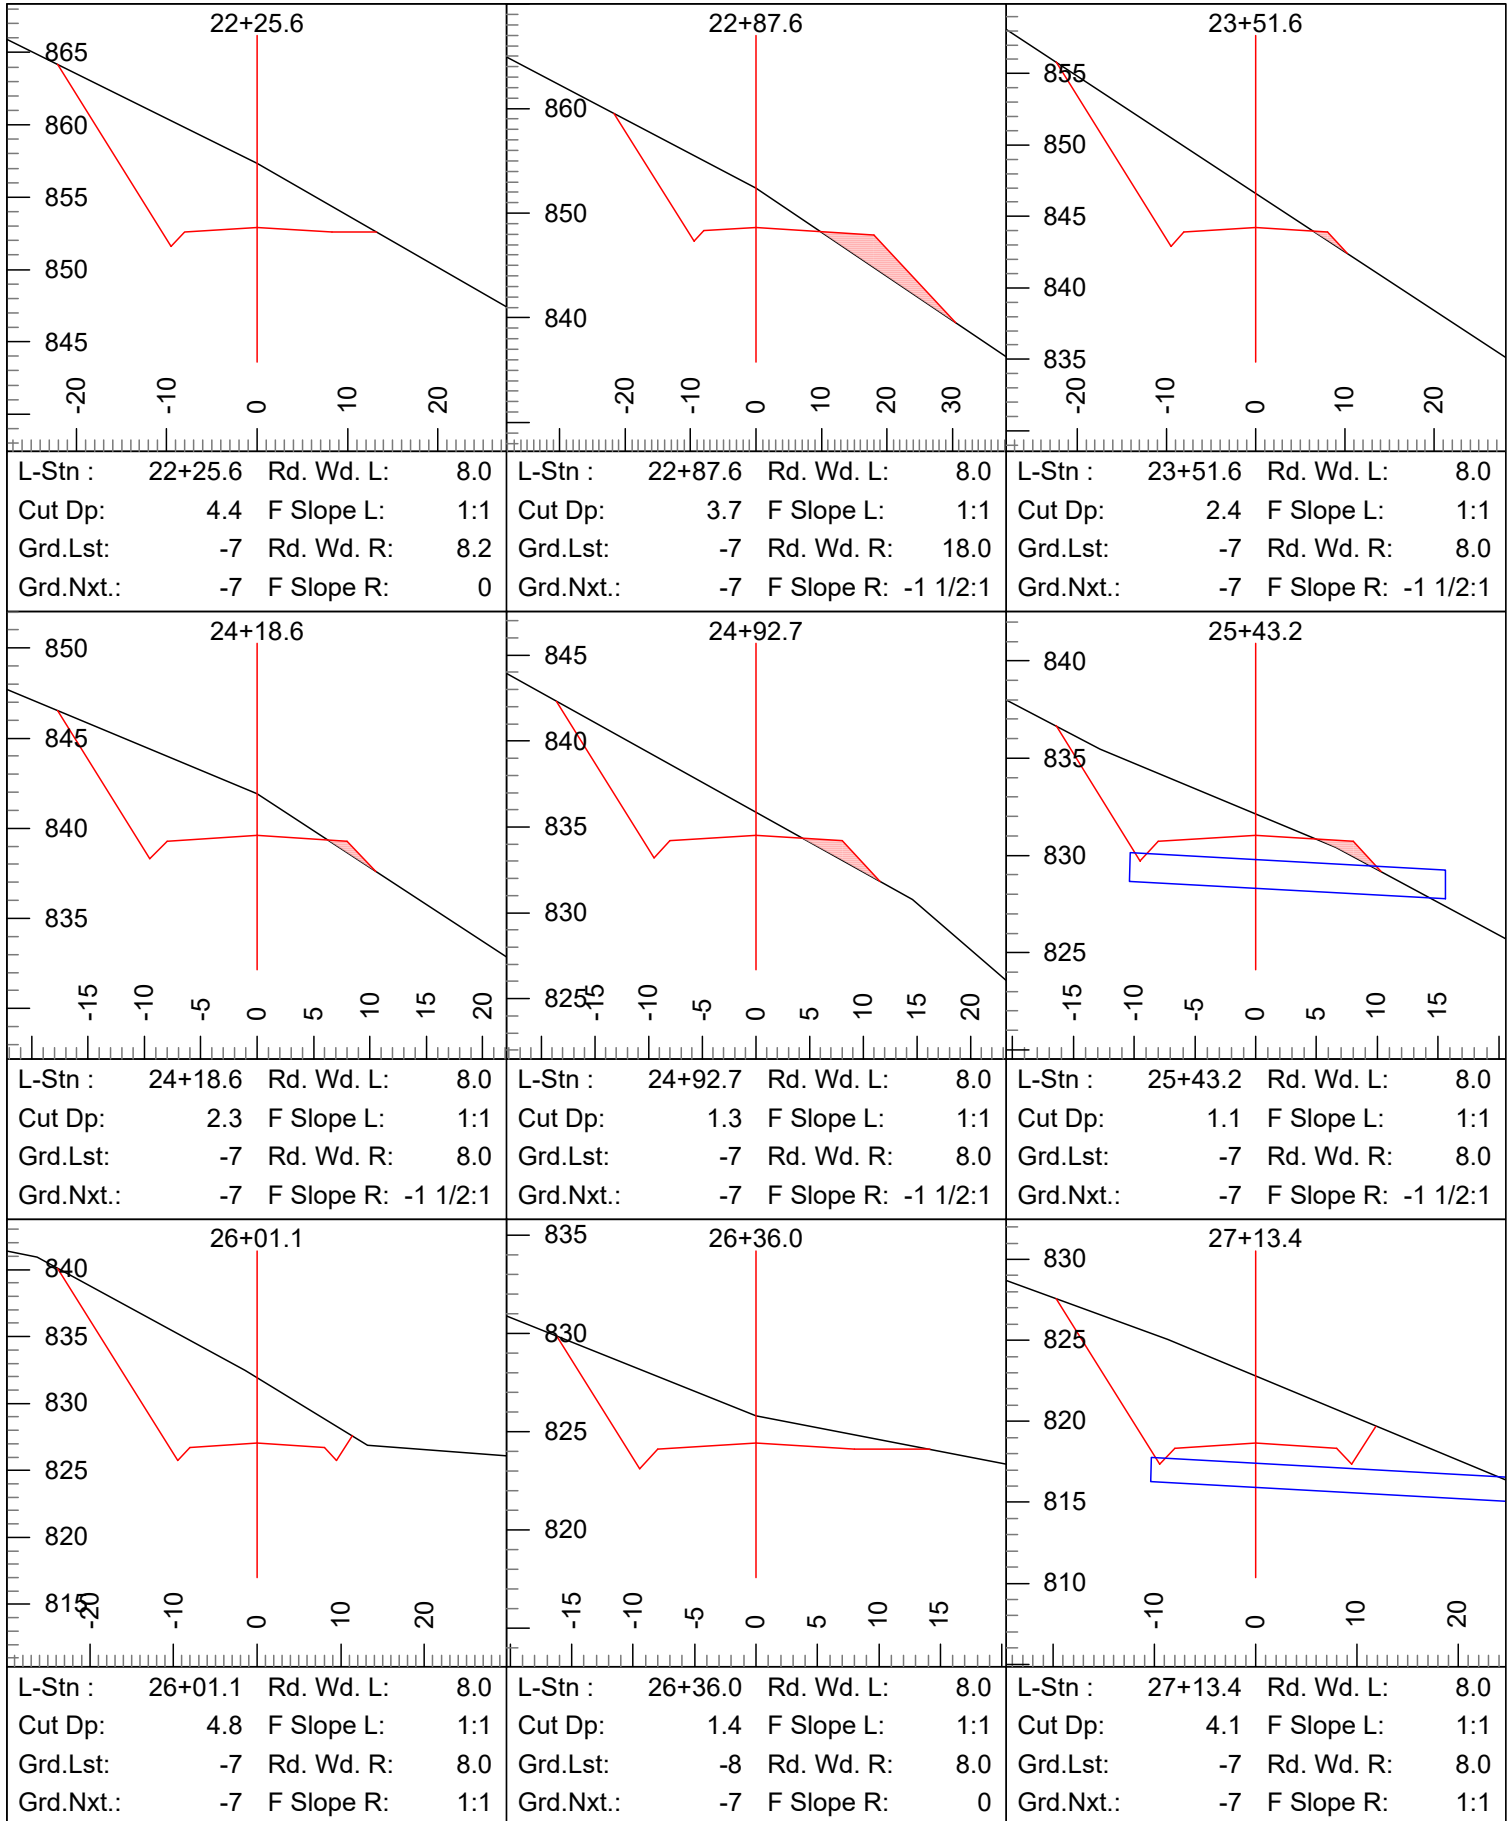 22+25.6
865
860
855
850
845
-20 -10 0 10 20
L-Stn : 22+25.6 Rd. Wd. L: 8.0
Cut Dp: 4.4 F Slope L: 1:1
Grd.Lst: -7 Rd. Wd. R: 8.2
Grd.Nxt.: -7 F Slope R: 0
22+87.6
860
850
840
-20 -10 0 10 20 30
L-Stn : 22+87.6 Rd. Wd. L: 8.0
Cut Dp: 3.7 F Slope L: 1:1
Grd.Lst: -7 Rd. Wd. R: 18.0
Grd.Nxt.: -7 F Slope R: -1 1/2:1
23+51.6
855
850
845
840
835
-20 -10 0 10 20
L-Stn : 23+51.6 Rd. Wd. L: 8.0
Cut Dp: 2.4 F Slope L: 1:1
Grd.Lst: -7 Rd. Wd. R: 8.0
Grd.Nxt.: -7 F Slope R: -1 1/2:1
24+18.6
850
845
840
835
-15 -10 -5 0 5 10 15 20
L-Stn : 24+18.6 Rd. Wd. L: 8.0
Cut Dp: 2.3 F Slope L: 1:1
Grd.Lst: -7 Rd. Wd. R: 8.0
Grd.Nxt.: -7 F Slope R: -1 1/2:1
24+92.7
845
840
835
830
825
-15 -10 -5 0 5 10 15 20
L-Stn : 24+92.7 Rd. Wd. L: 8.0
Cut Dp: 1.3 F Slope L: 1:1
Grd.Lst: -7 Rd. Wd. R: 8.0
Grd.Nxt.: -7 F Slope R: -1 1/2:1
25+43.2
840
835
830
825
-15 -10 -5 0 5 10 15
L-Stn : 25+43.2 Rd. Wd. L: 8.0
Cut Dp: 1.1 F Slope L: 1:1
Grd.Lst: -7 Rd. Wd. R: 8.0
Grd.Nxt.: -7 F Slope R: -1 1/2:1
26+01.1
840
835
830
825
820
815
-20 -10 0 10 20
L-Stn : 26+01.1 Rd. Wd. L: 8.0
Cut Dp: 4.8 F Slope L: 1:1
Grd.Lst: -7 Rd. Wd. R: 8.0
Grd.Nxt.: -7 F Slope R: 1:1
26+36.0
835
830
825
820
-15 -10 -5 0 5 10 15
L-Stn : 26+36.0 Rd. Wd. L: 8.0
Cut Dp: 1.4 F Slope L: 1:1
Grd.Lst: -8 Rd. Wd. R: 8.0
Grd.Nxt.: -7 F Slope R: 0
27+13.4
830
825
820
815
810
-10 0 10 20
L-Stn : 27+13.4 Rd. Wd. L: 8.0
Cut Dp: 4.1 F Slope L: 1:1
Grd.Lst: -7 Rd. Wd. R: 8.0
Grd.Nxt.: -7 F Slope R: 1:1